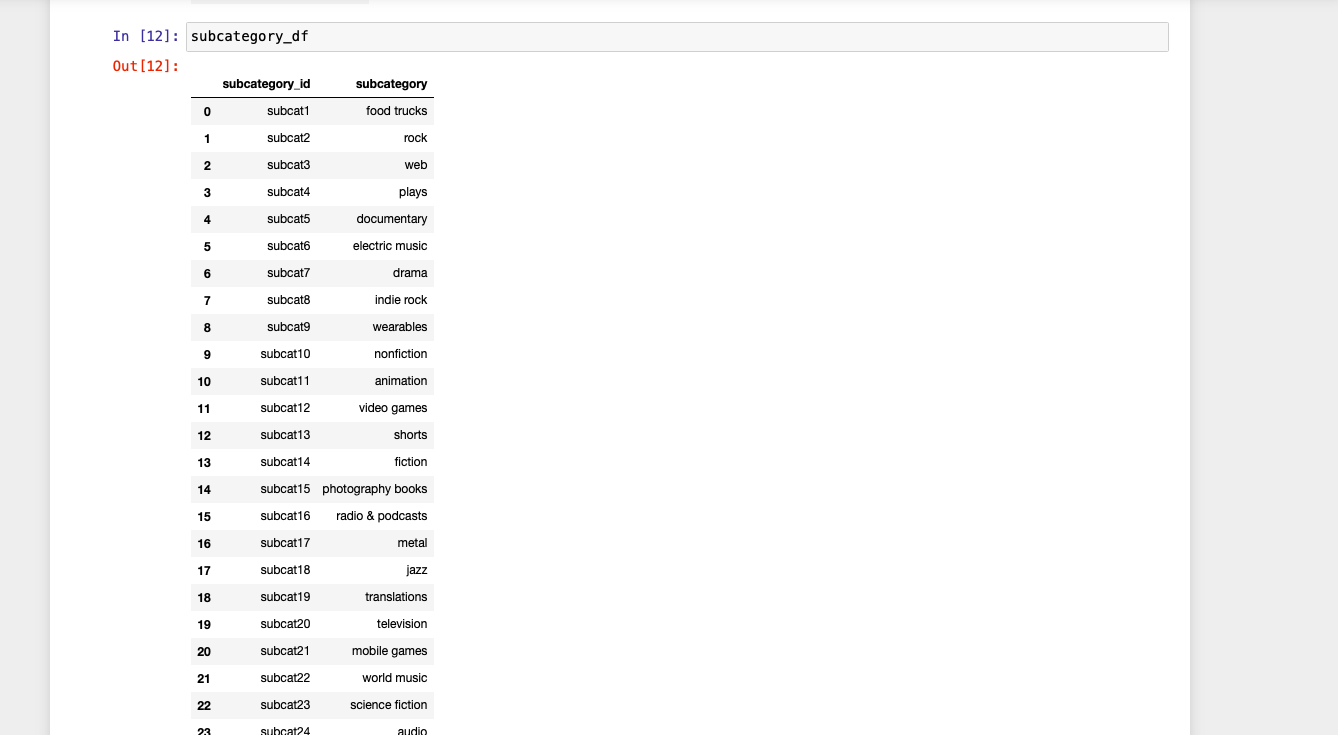 In [12]: subcategory_df
Out[12]:
subcategory_id subcategory
0 subcat1 food trucks
1 subcat2 rock
2 subcat3 web
3 subcat4 plays
4 subcat5 documentary
5 subcat6 electric music
6 subcat7 drama
7 subcat8 indie rock
8 subcat9 wearables
9 subcat10 nonfiction
10 subcat11 animation
11 subcat12 video games
12 subcat13 shorts
13 subcat14 fiction
14 subcat15 photography books
15 subcat16 radio & podcasts
16 subcat17 metal
17 subcat18 jazz
18 subcat19 translations
19 subcat20 television
20 subcat21 mobile games
21 subcat22 world music
22 subcat23 science fiction
23 subcat24 audio